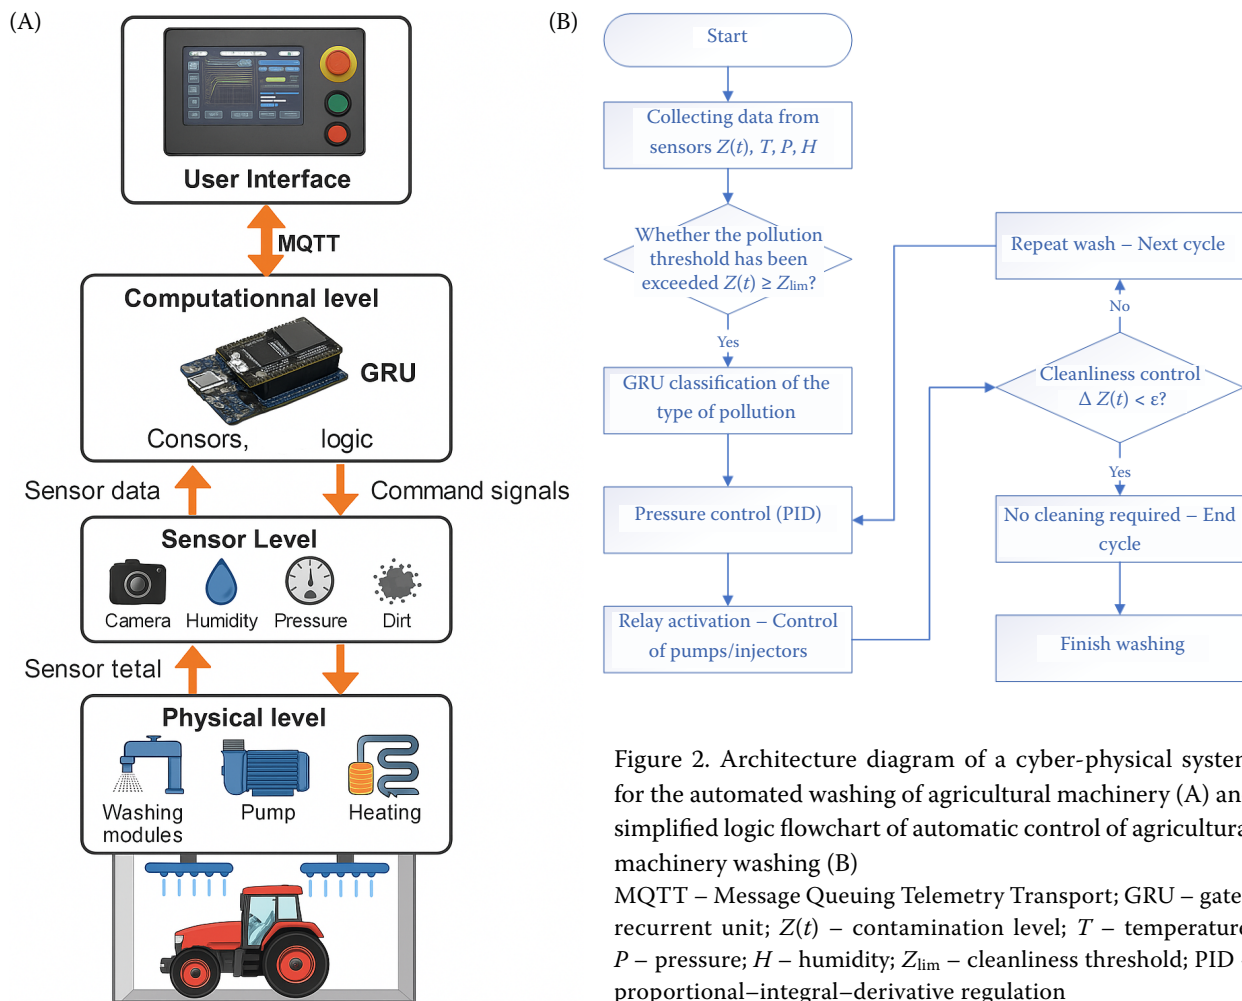 (A)
User Interface
MQTT
Computationnal level
GRU
Consors, logic
Sensor data
Command signals
Sensor Level
Camera Humidity Pressure Dirt
Sensor tetal
Physical level
Washing
modules
Pump
Heating
(B)
Start
Collecting data from
sensors Z(t), T, P, H
Whether the pollution
threshold has been
exceeded Z(t) ≥ Zlim?
Yes
GRU classification of the
type of pollution
Pressure control (PID)
Relay activation – Control
of pumps/injectors
Repeat wash – Next cycle
No
Cleanliness control
Δ Z(t) < ε?
Yes
No cleaning required – End
cycle
Finish washing
Figure 2. Architecture diagram of a cyber-physical system
for the automated washing of agricultural machinery (A) an
simplified logic flowchart of automatic control of agricultura
machinery washing (B)
MQTT – Message Queuing Telemetry Transport; GRU – gate
recurrent unit; Z(t) – contamination level; T – temperature
P – pressure; H – humidity; Zlim – cleanliness threshold; PID –
proportional–integral–derivative regulation